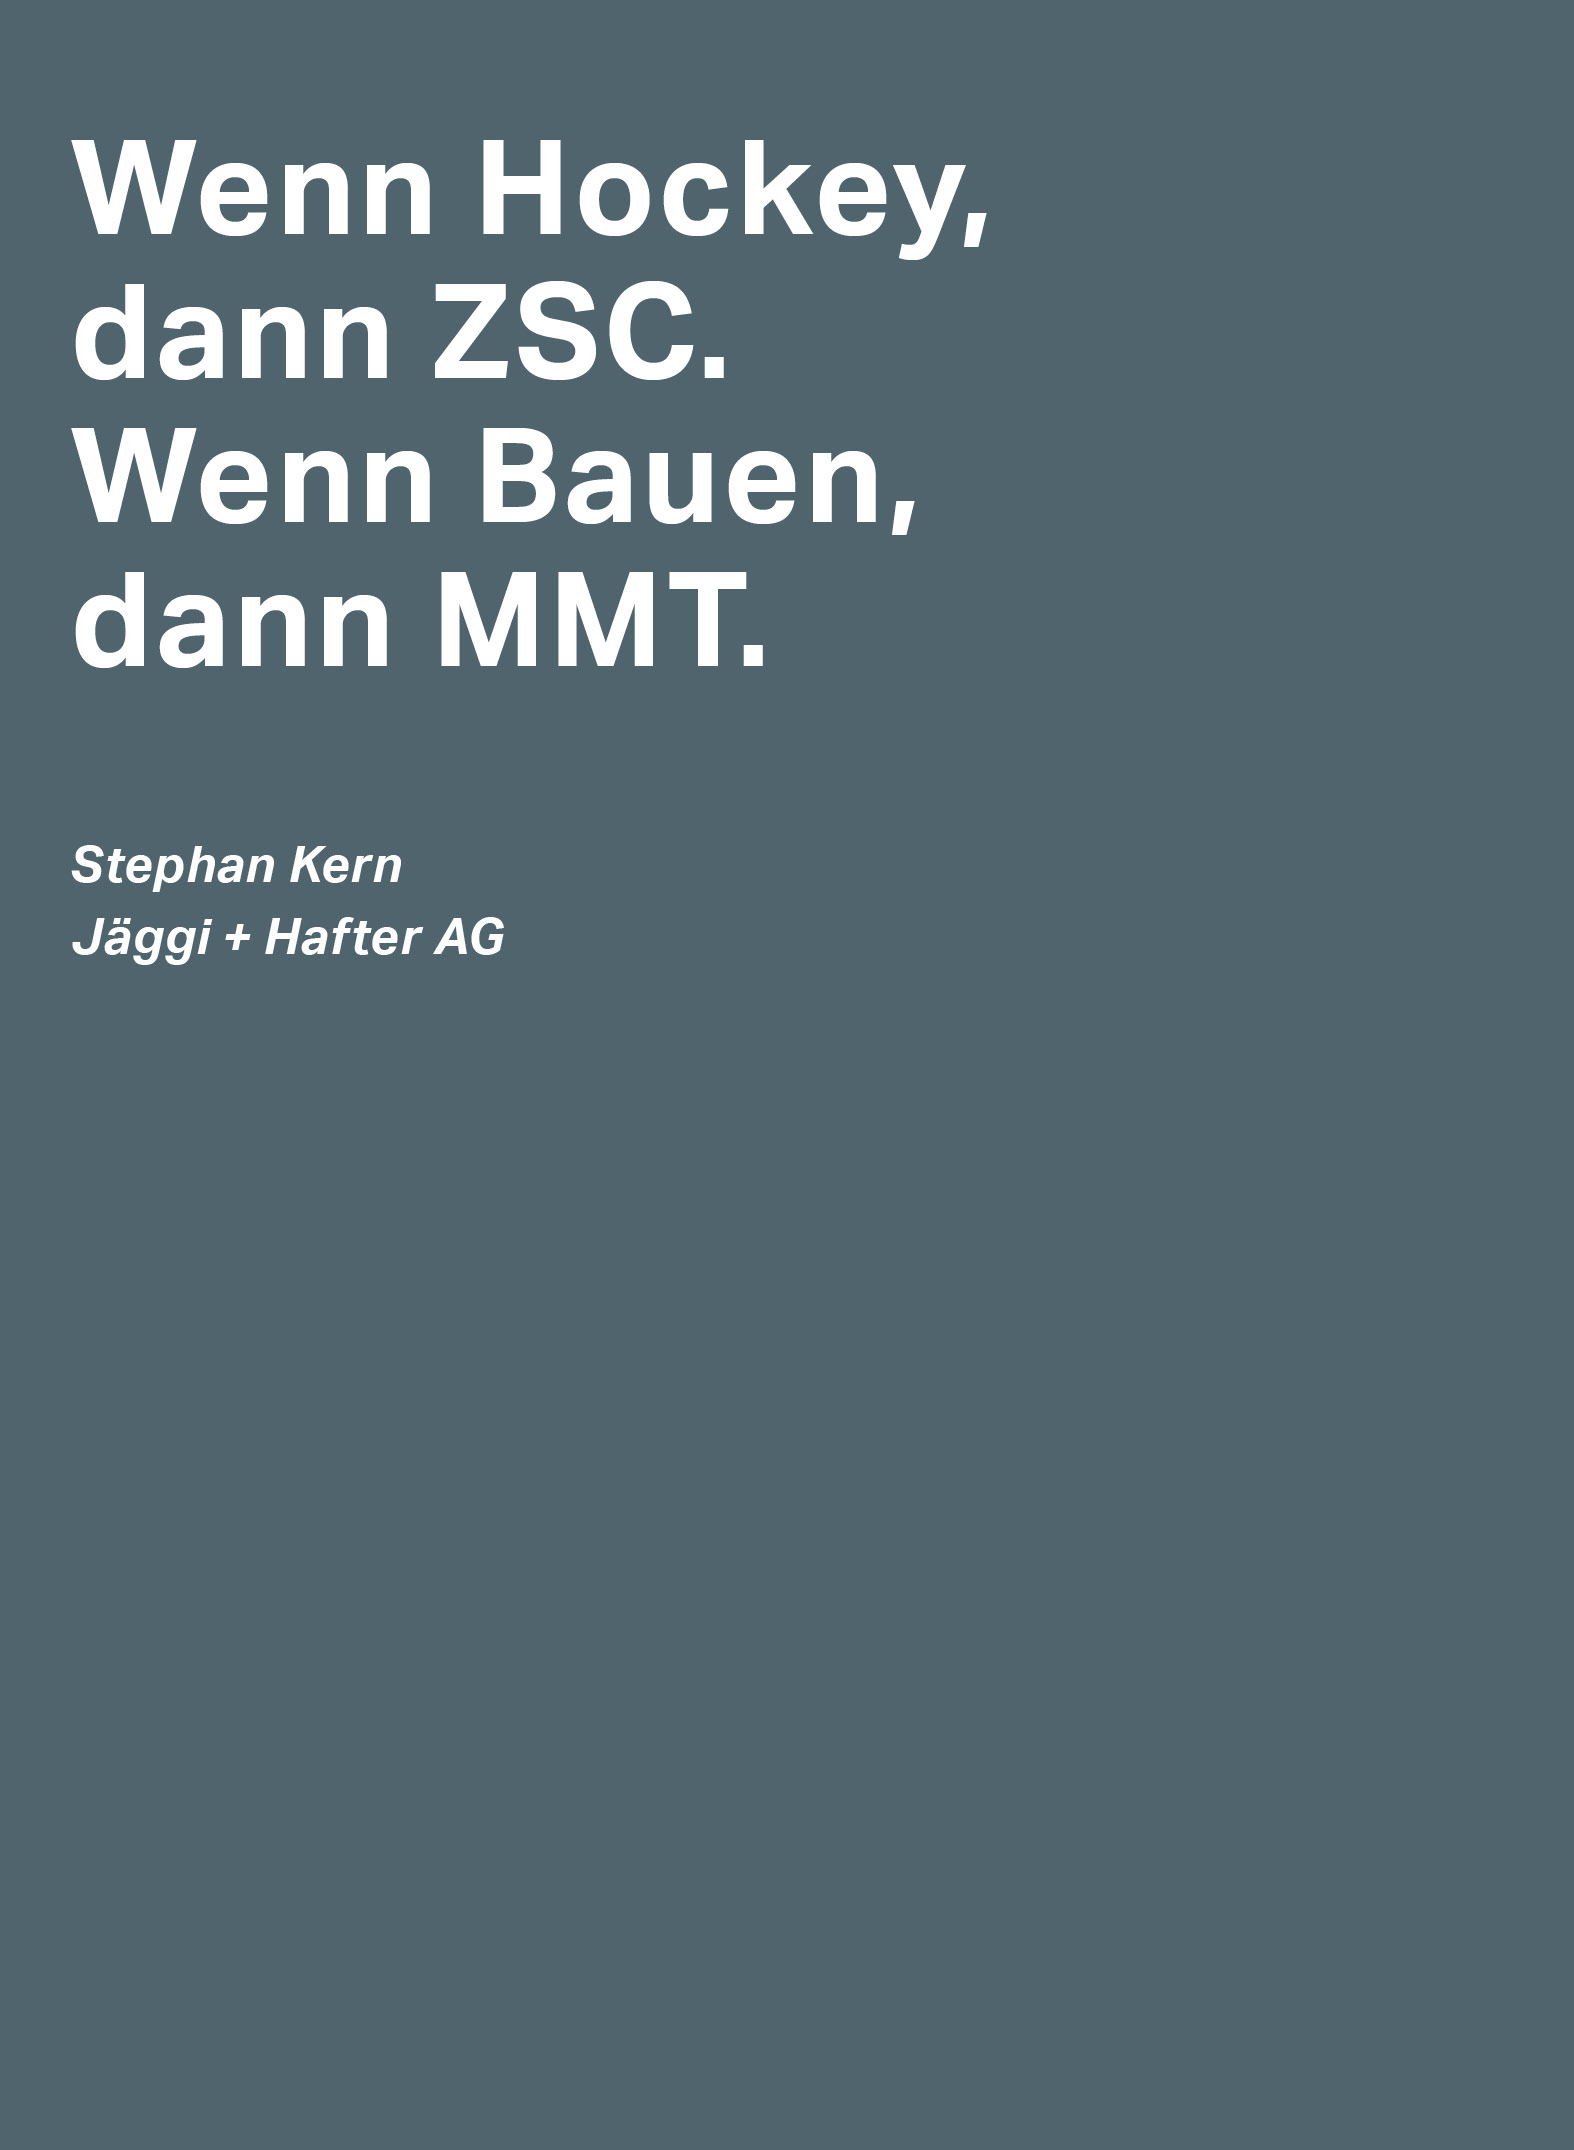 Wenn Hockey,
dann ZSC.
Wenn Bauen,
dann MMT.
Stephan Kern
Jäggi + Hafter AG